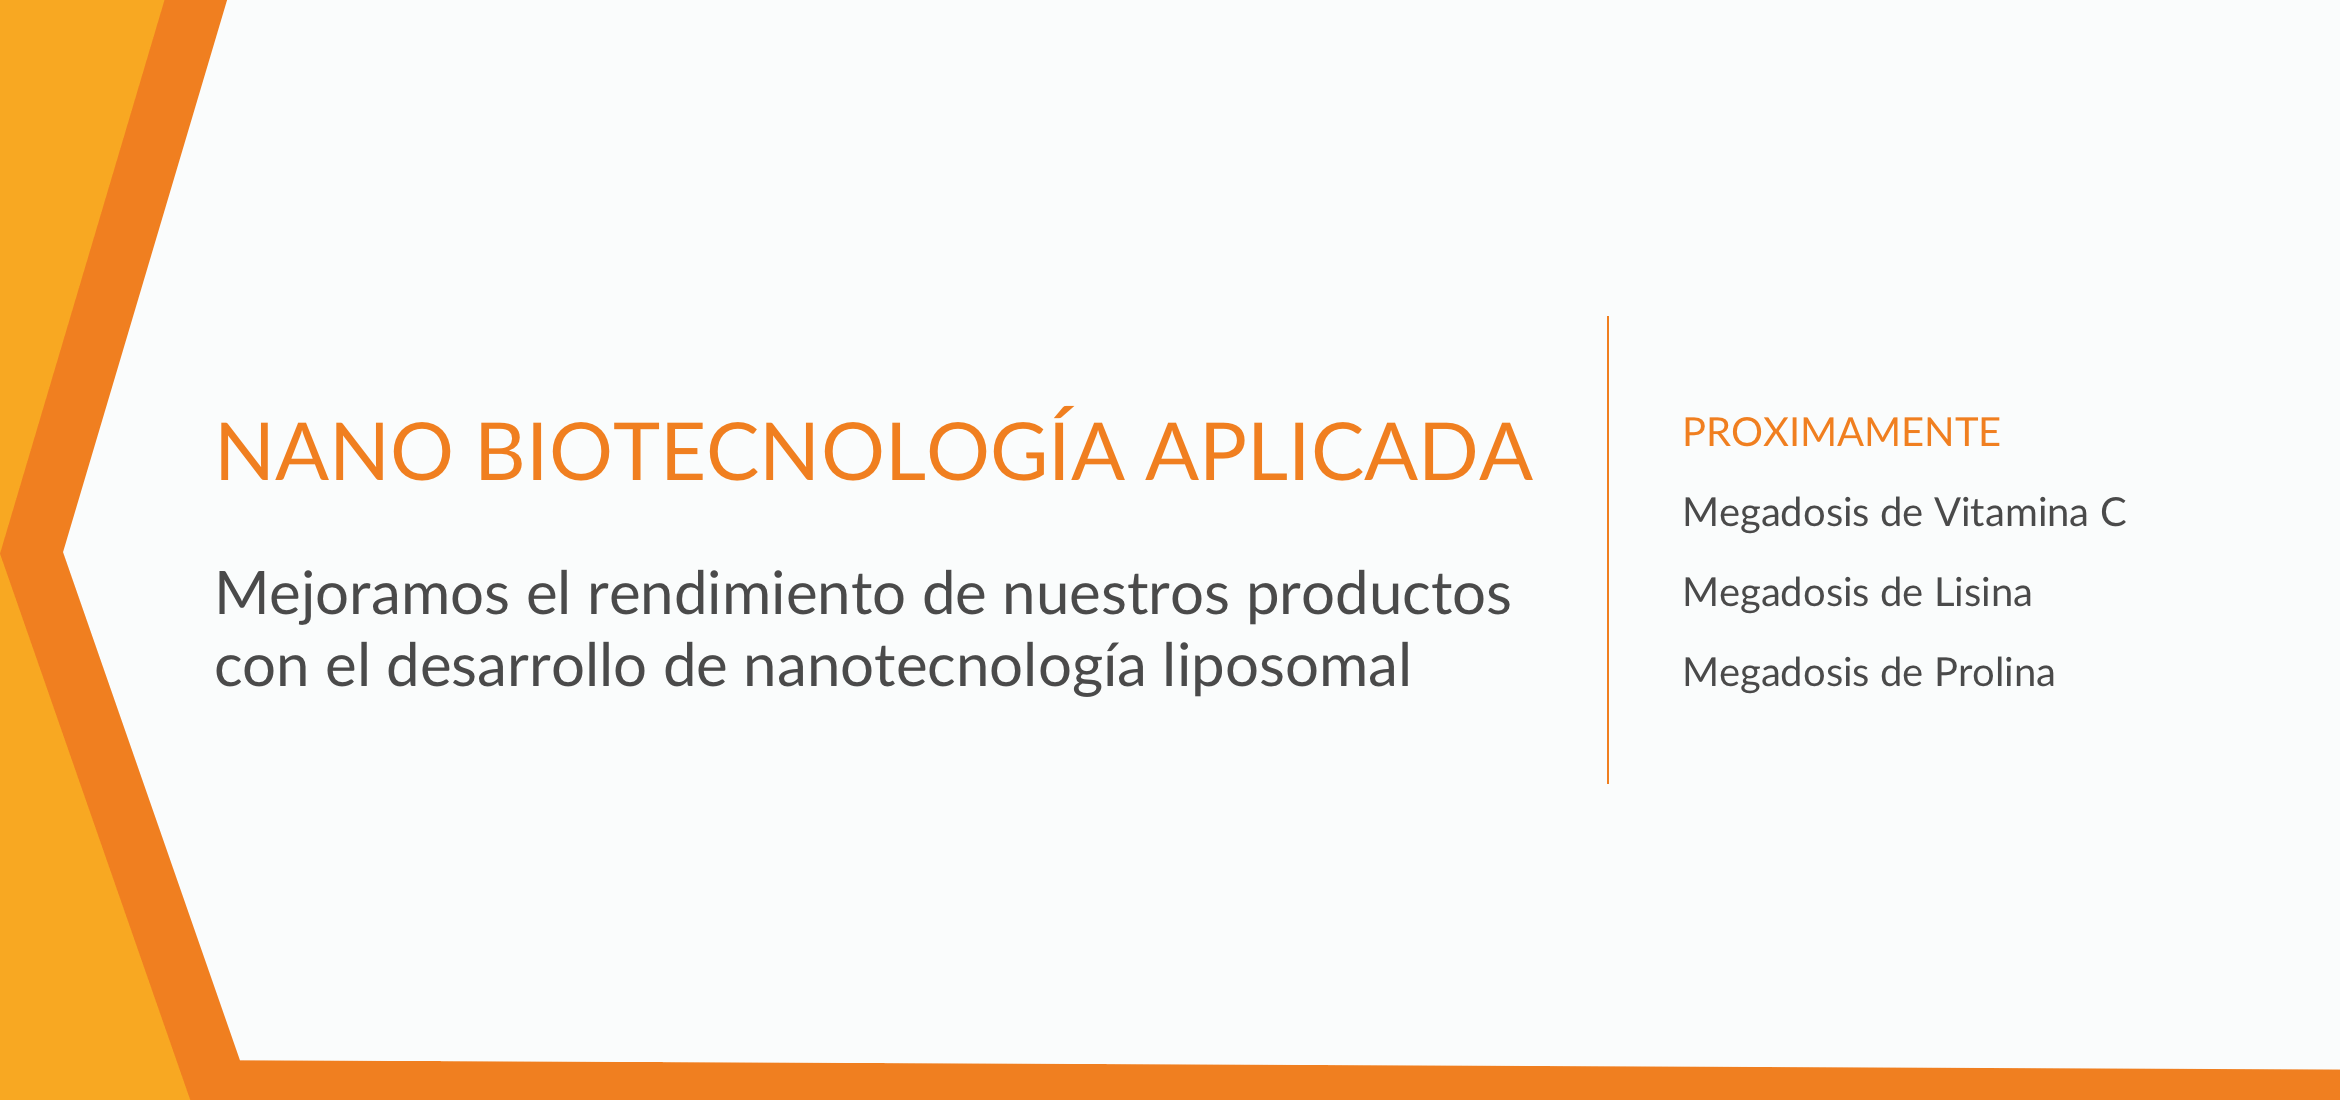 NANO BIOTECNOLOGÍA APLICADA
Mejoramos el rendimiento de nuestros productos
con el desarrollo de nanotecnología liposomal
PROXIMAMENTE
Megadosis de Vitamina C
Megadosis de Lisina
Megadosis de Prolina